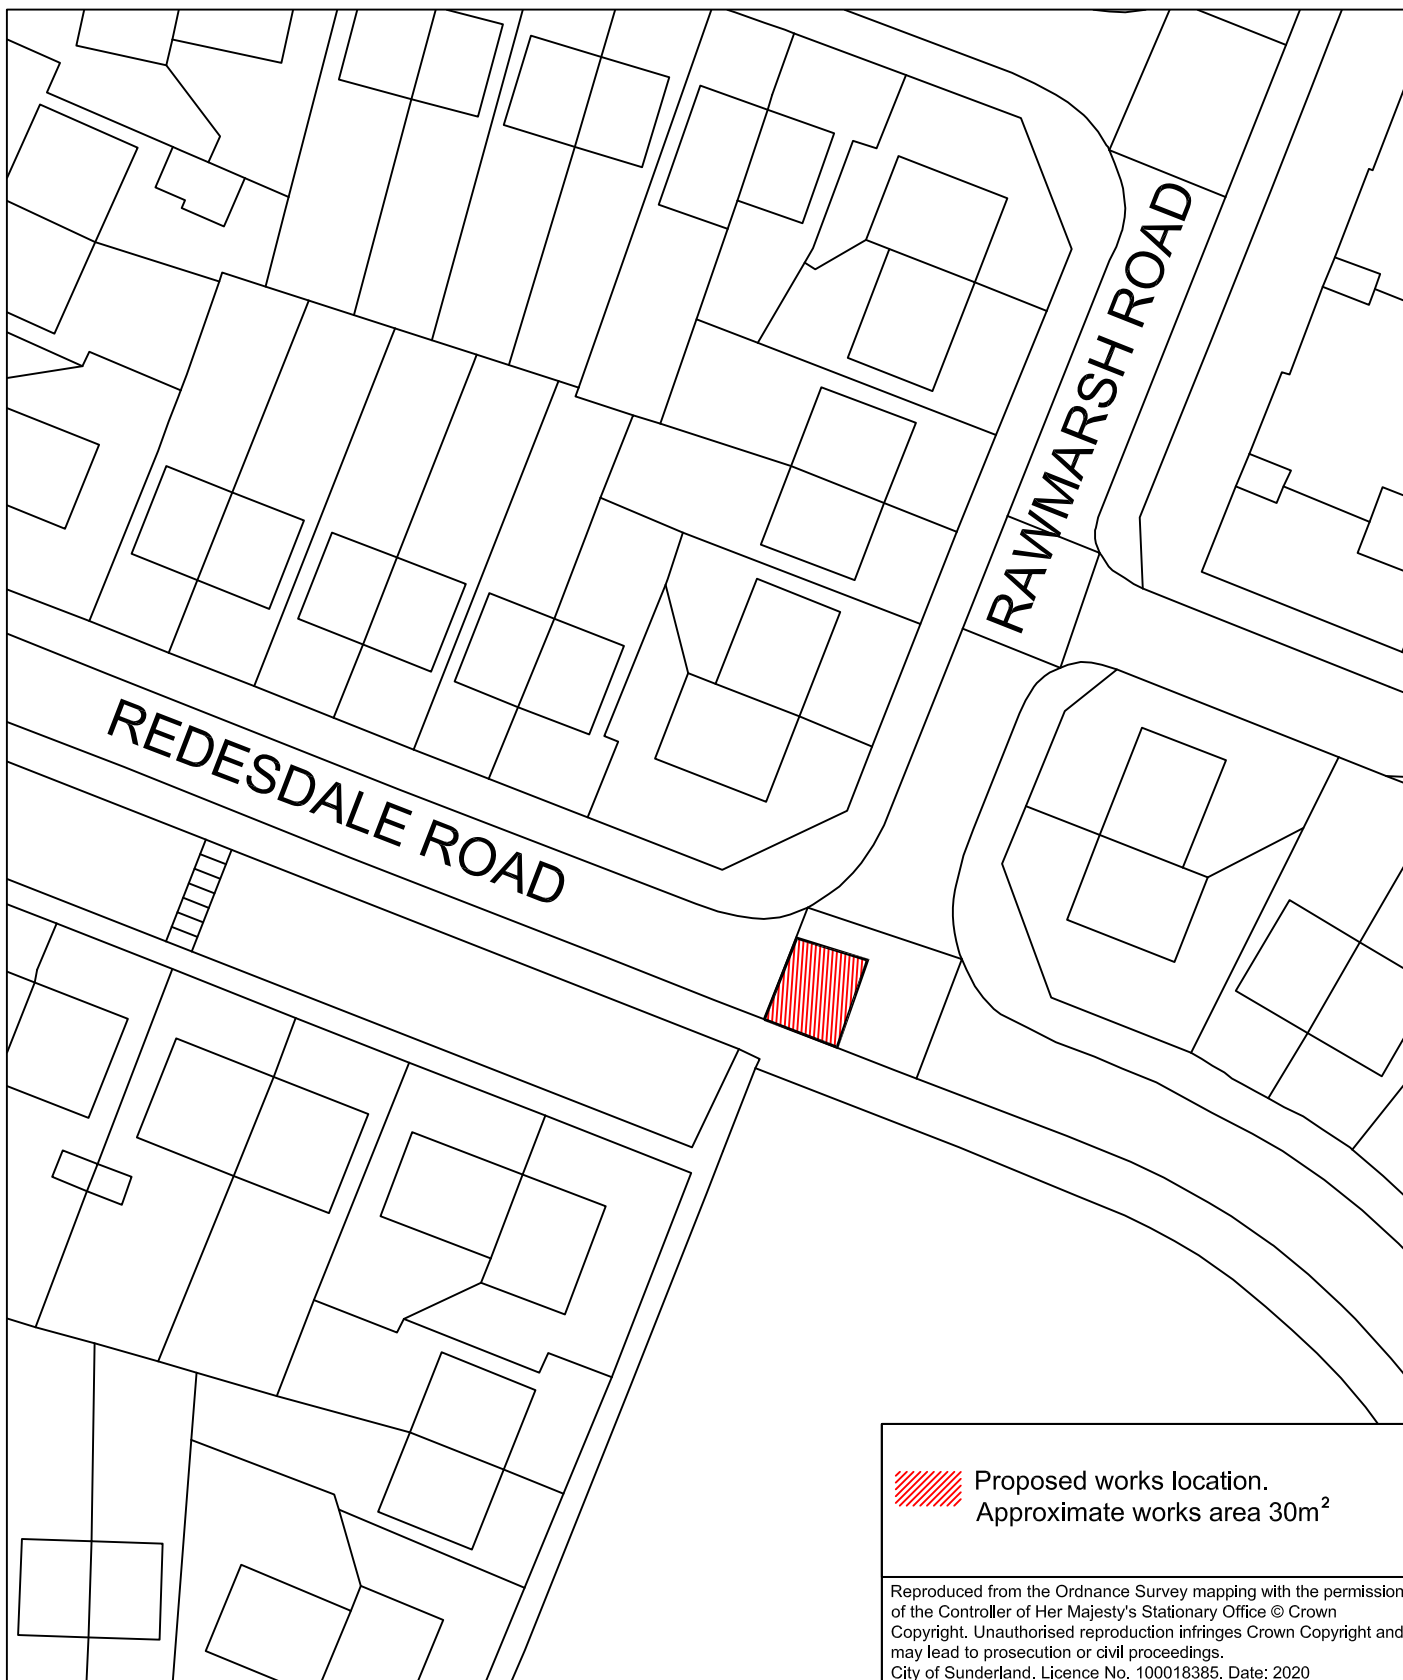 RAWMARSH ROAD
REDESDALE ROAD
Proposed works location.
Approximate works area 30m²
Reproduced from the Ordnance Survey mapping with the permission
of the Controller of Her Majesty's Stationary Office © Crown
Copyright. Unauthorised reproduction infringes Crown Copyright and
may lead to prosecution or civil proceedings.
City of Sunderland. Licence No. 100018385. Date: 2020